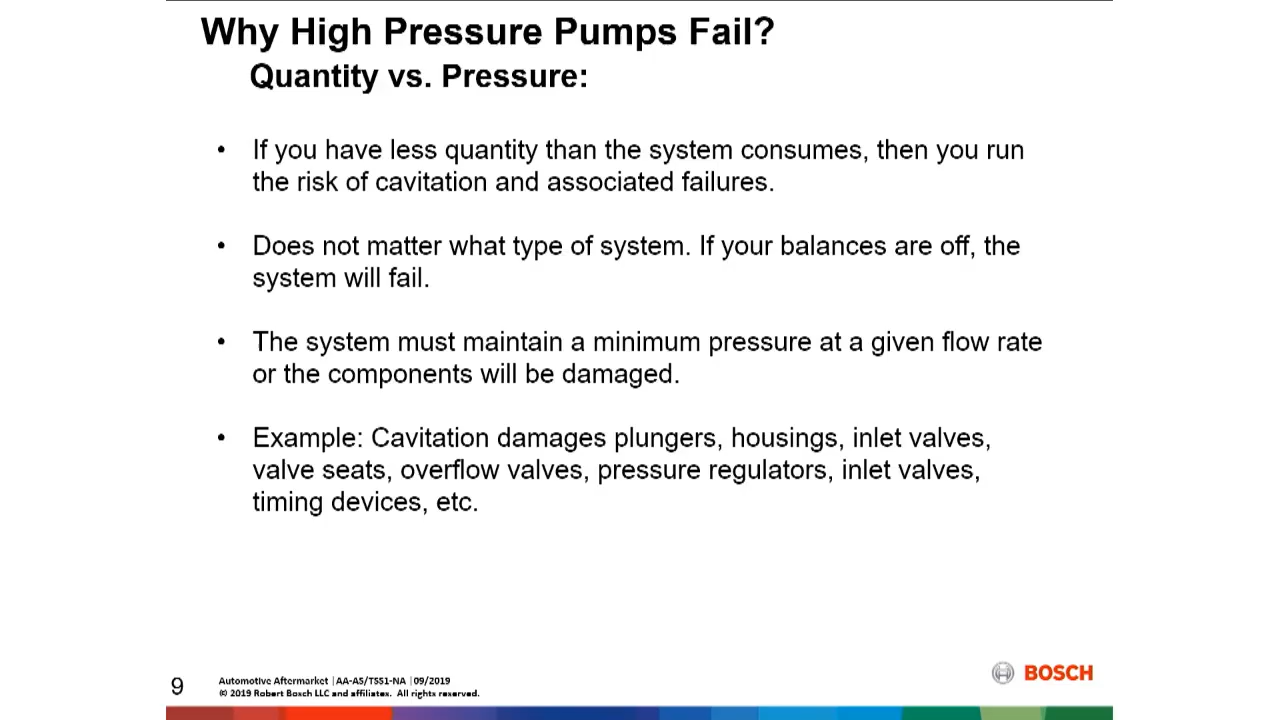 Why High Pressure Pumps Fail?
Quantity vs. Pressure:
• If you have less quantity than the system consumes, then you run
the risk of cavitation and associated failures.
• Does not matter what type of system. If your balances are off, the
system will fail.
• The system must maintain a minimum pressure at a given flow rate
or the components will be damaged.
• Example: Cavitation damages plungers, housings, inlet valves,
valve seats, overflow valves, pressure regulators, inlet valves,
timing devices, etc.
9
Automotive Aftermarket | AA-AS/TSS1-NA | 09/2019
© 2019 Robert Bosch LLC and affiliates. All rights reserved.
BOSCH